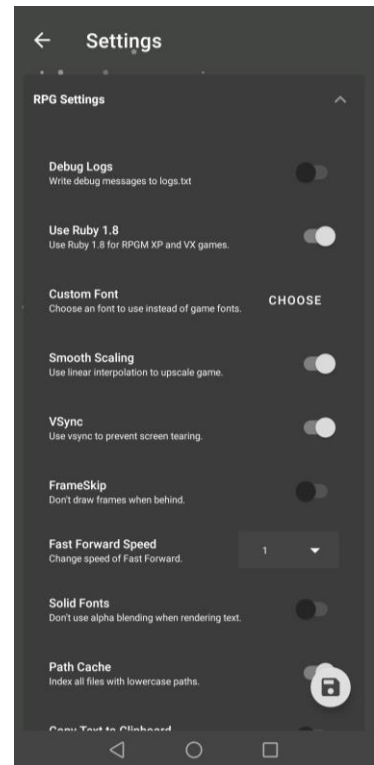 Settings
RPG Settings
Debug Logs
Write debug messages to logs.txt
Use Ruby 1.8
Use Ruby 1.8 for RPGM XP and VX games.
Custom Font
Choose an font to use instead of game fonts.
CHOOSE
Smooth Scaling
Use linear interpolation to upscale game.
VSync
Use vsync to prevent screen tearing.
FrameSkip
Don't draw frames when behind.
Fast Forward Speed
Change speed of Fast Forward.
1
Solid Fonts
Don't use alpha blending when rendering text.
Path Cache
Index all files with lowercase paths.
Copy Text to Clipboard